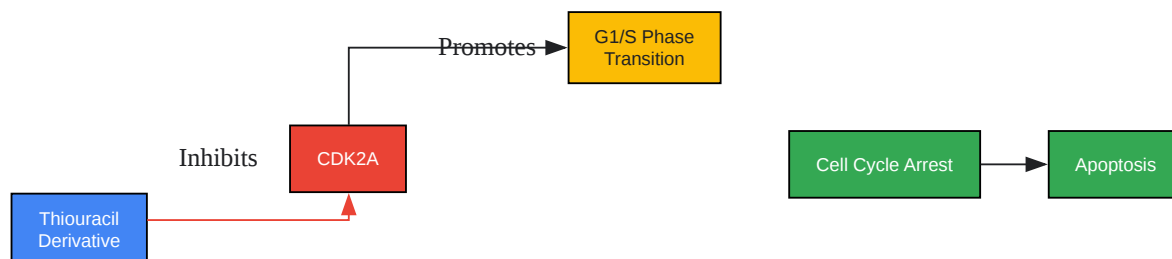 Promotes
G1/S Phase
Transition
Inhibits
CDK2A
Cell Cycle Arrest
Apoptosis
Thiouracil
Derivative